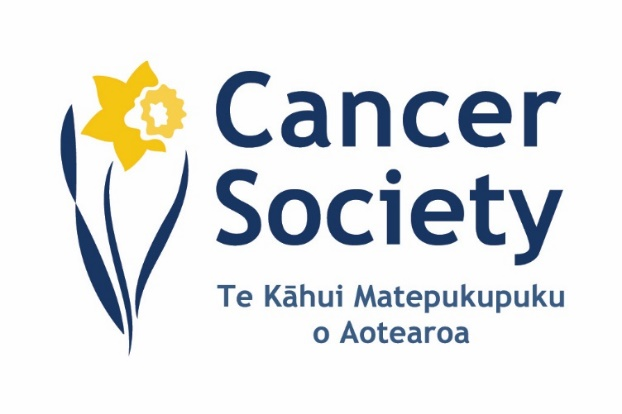 Cancer
Society
Te Kāhui Matepukupuku
o Aotearoa